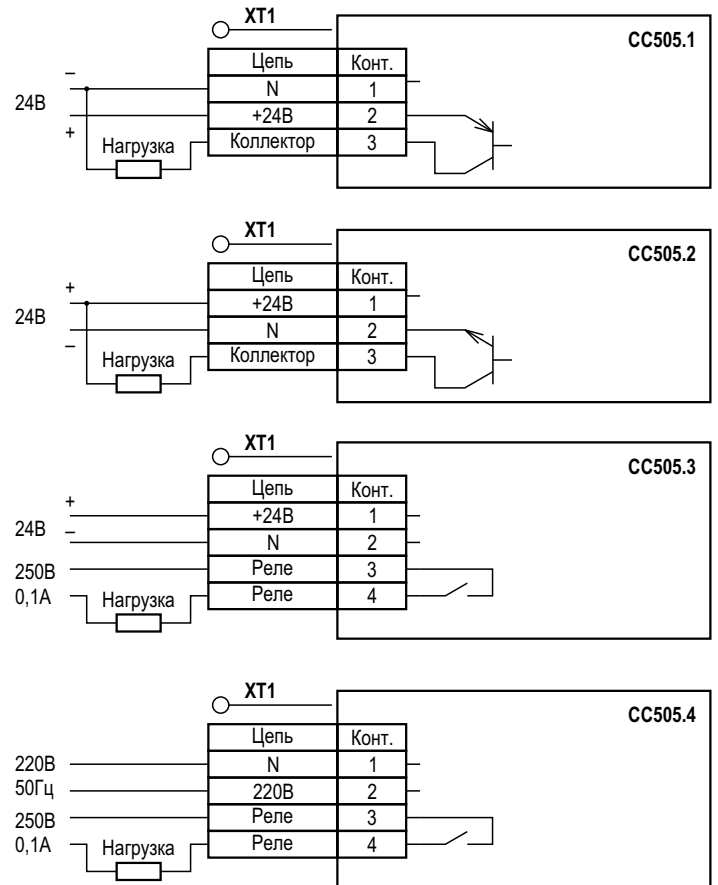 XT1
CC505.1
Цепь Конт.
–
N 1
24В
+24В 2
+
Нагрузка Коллектор 3
XT1
CC505.2
Цепь Конт.
+
+24В 1
24В
N 2
–
Нагрузка Коллектор 3
XT1
CC505.3
Цепь Конт.
+
+24В 1
24В –
N 2
250В Реле 3
0,1А Нагрузка Реле 4
XT1
CC505.4
Цепь Конт.
220В N 1
50Гц 220В 2
250В Реле 3
0,1А Нагрузка Реле 4